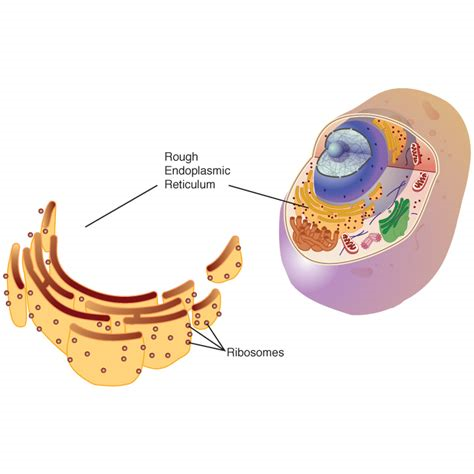 Rough
Endoplasmic
Reticulum
Ribosomes